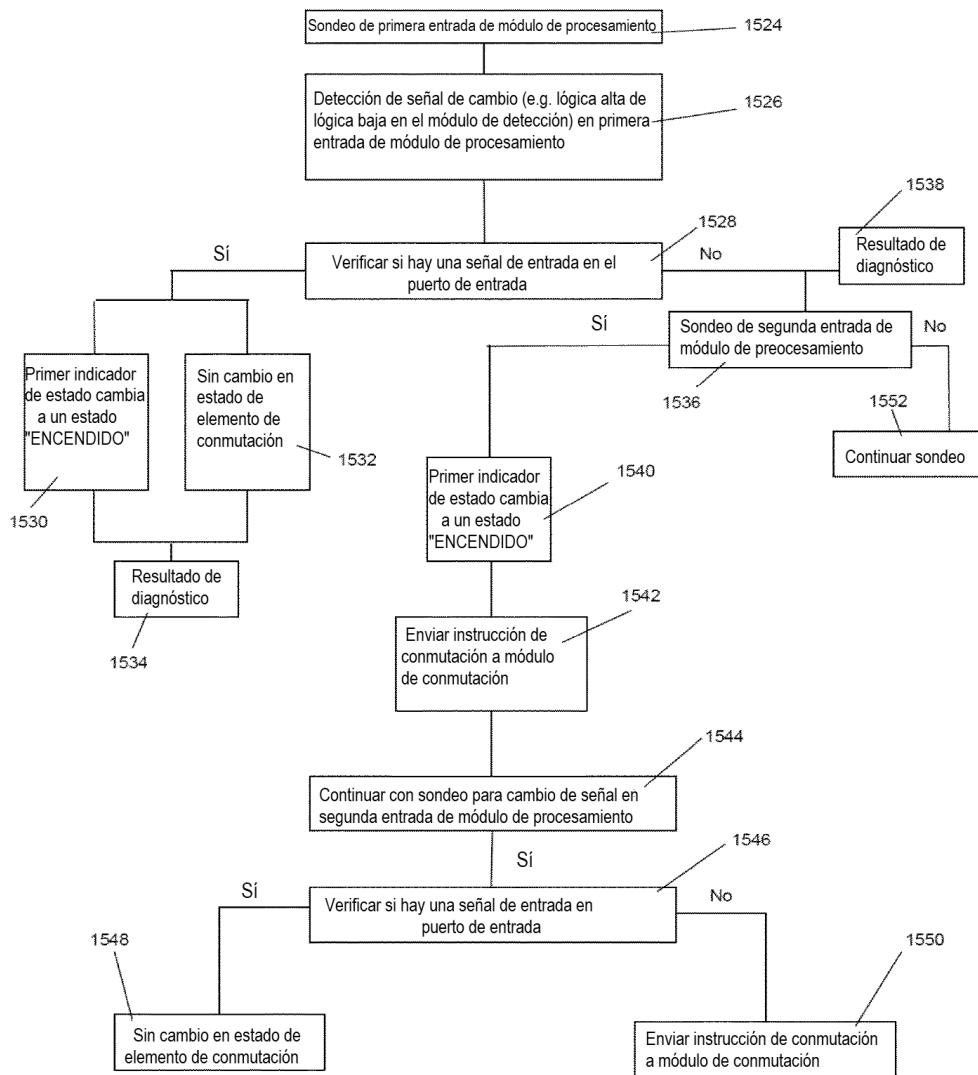 Sondeo de primera entrada de módulo de procesamiento
1524
Detección de señal de cambio (e.g. lógica alta de
lógica baja en el módulo de detección) en primera
entrada de módulo de procesamiento
1526
1538
1528
Sí
Verificar si hay una señal de entrada en el
puerto de entrada
No
Resultado de
diagnóstico
Sí
Sondeo de segunda entrada de
módulo de preocesamiento
No
Primer indicador
de estado cambia
a un estado
"ENCENDIDO"
Sin cambio en
estado de
elemento de
conmutación
1536
1552
1532
Continuar sondeo
1540
Primer indicador
de estado cambia
a un estado
"ENCENDIDO"
1530
Resultado de
diagnóstico
1542
1534
Enviar instrucción de
conmutación a módulo
de conmutación
1544
Continuar con sondeo para cambio de señal en
segunda entrada de módulo de procesamiento
1546
Sí
Sí
Verificar si hay una señal de entrada en
puerto de entrada
No
1548
1550
Sin cambio en estado de
elemento de conmutación
Enviar instrucción de conmutación
a módulo de conmutación